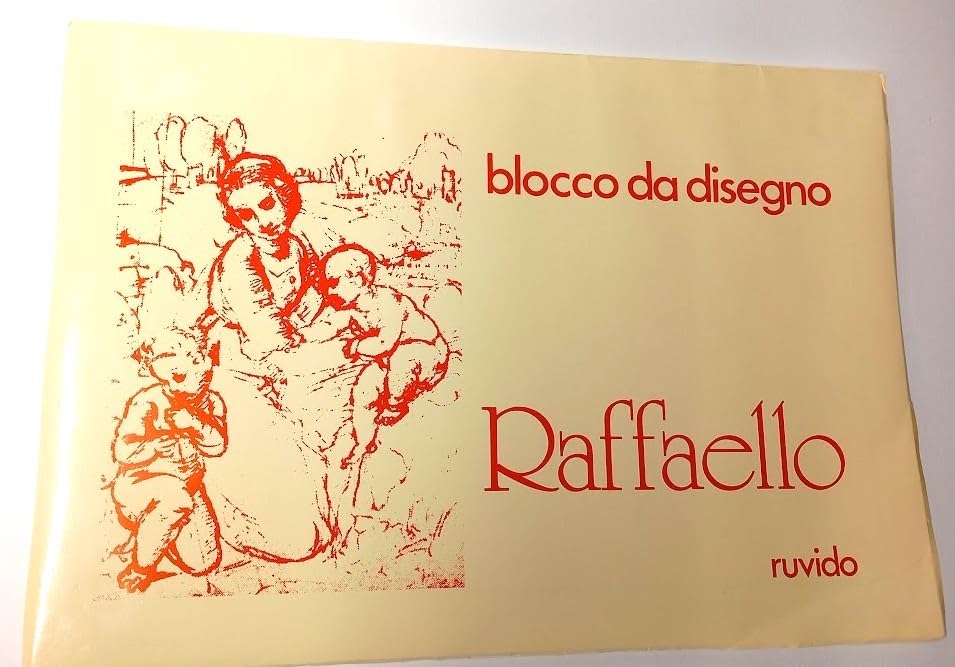 blocco da disegno
Raffaello
ruvido